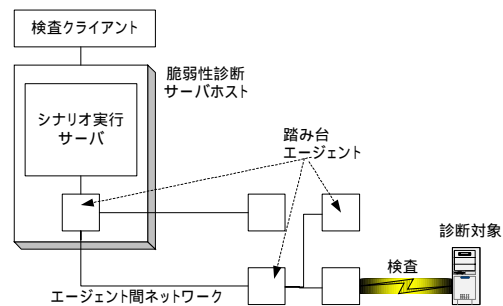 検査クライアント
脆弱性診断
サーバホスト
シナリオ実行
サーバ
踏み台
エージェント
診断対象
検査
エージェント間ネットワーク